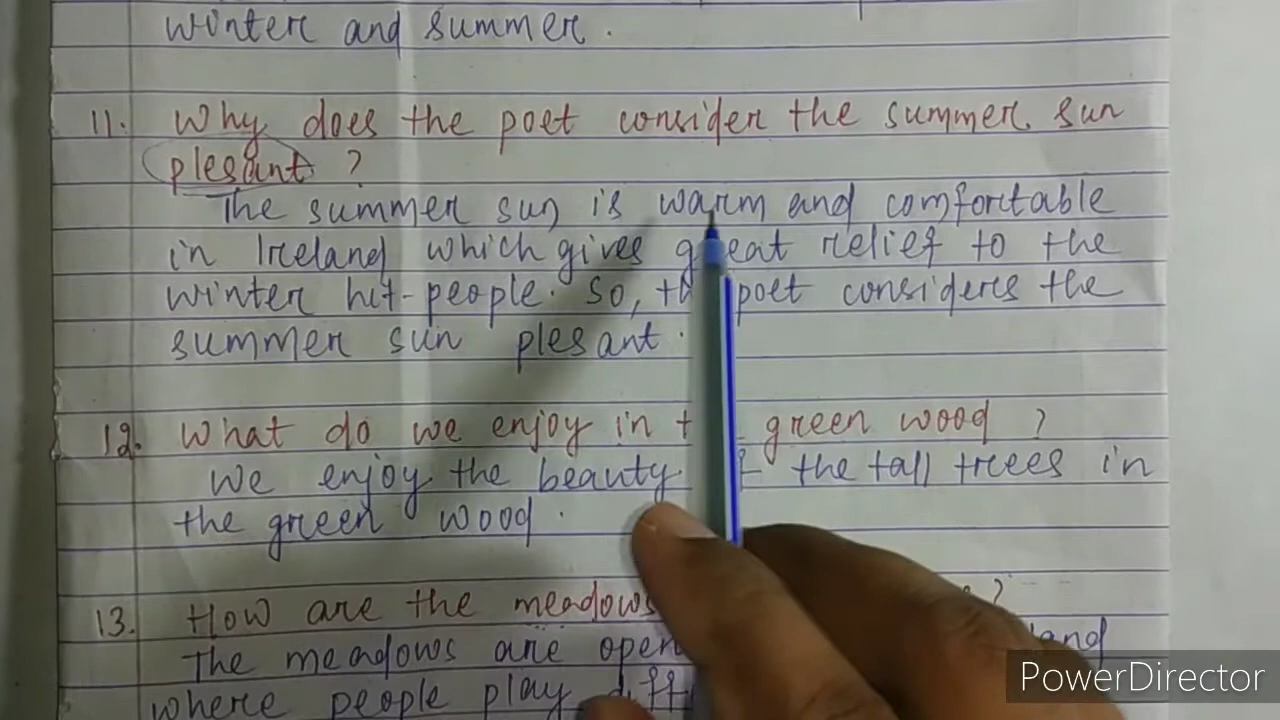 winter and summer.
11. Why does the poet consider the summer sun
plesant ?
The summer sun is warm and comfortable
in Ireland which gives great relief to the
winter hit-people. So, the poet consideres the
summer sun plesant.
12. What do we enjoy in the green wood ?
We enjoy the beauty of the tall trees in
the green wood.
13. How are the meadows ?
The meadows are open land
where people play
PowerDirector